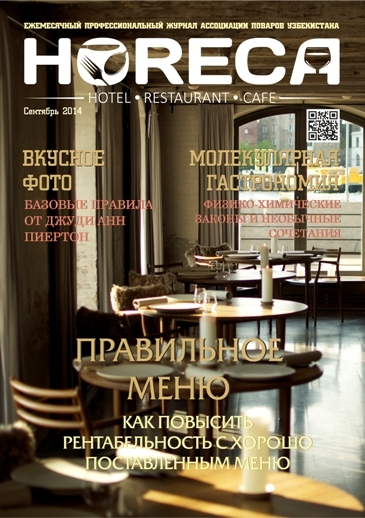 ЕЖЕМЕСЯЧНЫЙ ПРОФЕССИОНАЛЬНЫЙ ЖУРНАЛ АССОЦИАЦИИ ПОВАРОВ УЗБЕКИСТАНА
HORECA
HOTEL • RESTAURANT • CAFE
Сентябрь 2014
ВКУСНОЕ
ФОТО
БАЗОВЫЕ ПРАВИЛА
ОТ ДЖУДИ АНН
ПИЕРТОН
МОЛЕКУЛЯРНАЯ
ГАСТРОНОМИЯ
ФИЗИКО-ХИМИЧЕСКИЕ
ЗАКОНЫ И НЕОБЫЧНЫЕ
СОЧЕТАНИЯ
ПРАВИЛЬНОЕ
МЕНЮ
КАК ПОВЫСИТЬ
РЕНТАБЕЛЬНОСТЬ С ХОРОШО
ПОСТАВЛЕННЫМ МЕНЮ